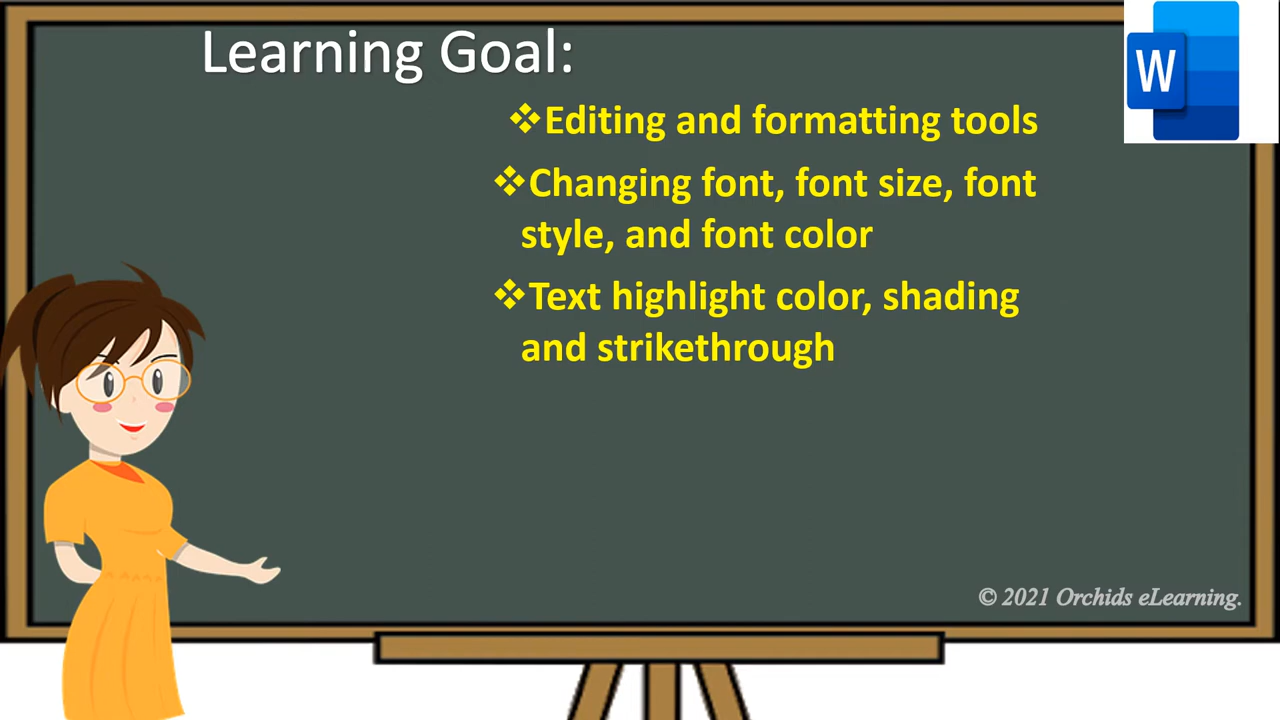 Learning Goal:
W
❖Editing and formatting tools
❖Changing font, font size, font
style, and font color
❖Text highlight color, shading
and strikethrough
© 2021 Orchids eLearning.